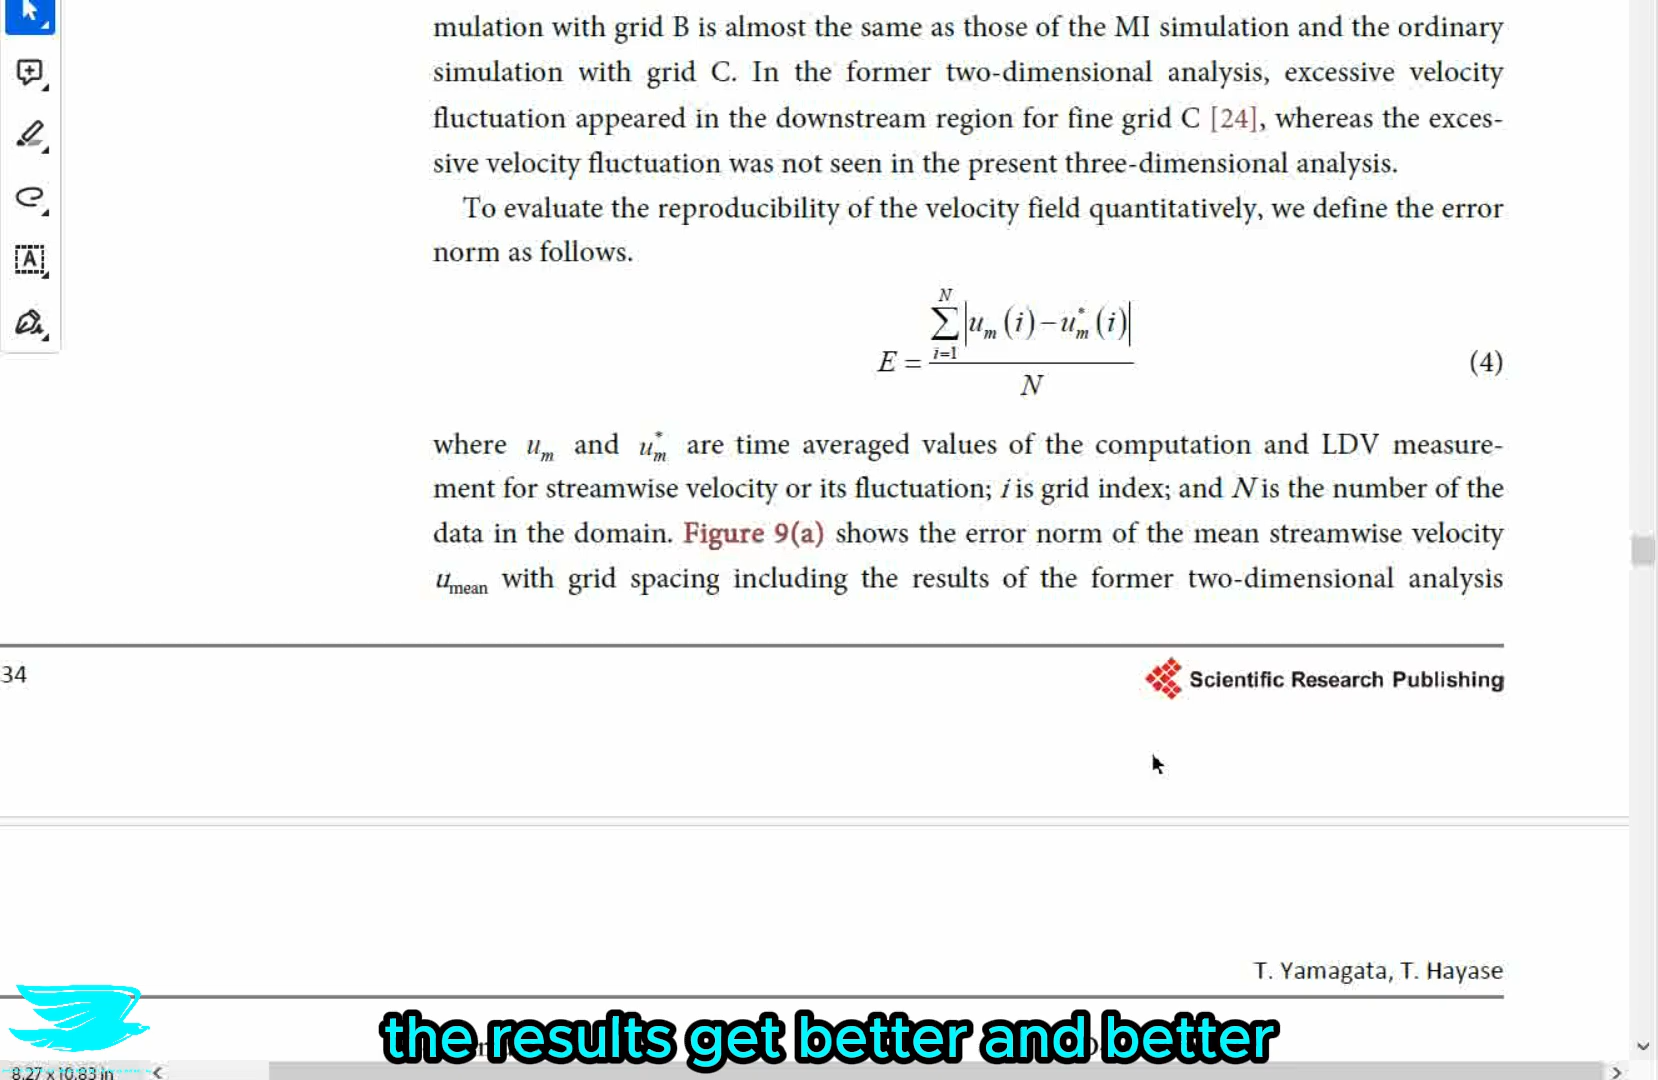 mulation with grid B is almost the same as those of the MI simulation and the ordinary
simulation with grid C. In the former two-dimensional analysis, excessive velocity
fluctuation appeared in the downstream region for fine grid C [24], whereas the exces-
sive velocity fluctuation was not seen in the present three-dimensional analysis.
To evaluate the reproducibility of the velocity field quantitatively, we define the error
norm as follows.
E = \frac{\sum_{i=1}^{N} |u_m(i) − u_m^*(i)|}{N} (4)
where u_m and u_m^* are time averaged values of the computation and LDV measure-
ment for streamwise velocity or its fluctuation; i is grid index; and N is the number of the
data in the domain. Figure 9(a) shows the error norm of the mean streamwise velocity
u_mean with grid spacing including the results of the former two-dimensional analysis
34
Scientific Research Publishing
T. Yamagata, T. Hayase
the results get better and better
8.27 x 10.83 in